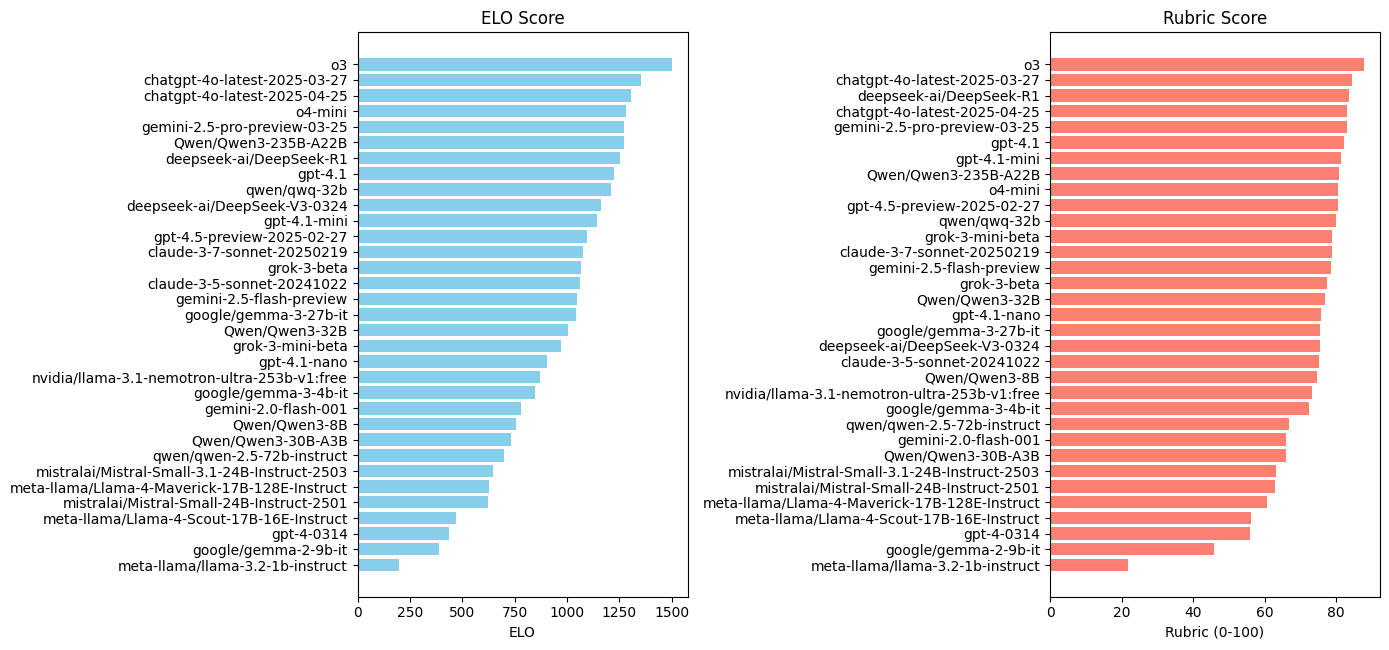 ELO Score
o3
chatgpt-4o-latest-2025-03-27
chatgpt-4o-latest-2025-04-25
o4-mini
gemini-2.5-pro-preview-03-25
Qwen/Qwen3-235B-A22B
deepseek-ai/DeepSeek-R1
gpt-4.1
qwen/qwq-32b
deepseek-ai/DeepSeek-V3-0324
gpt-4.1-mini
gpt-4.5-preview-2025-02-27
claude-3-7-sonnet-20250219
grok-3-beta
claude-3-5-sonnet-20241022
gemini-2.5-flash-preview
google/gemma-3-27b-it
Qwen/Qwen3-32B
grok-3-mini-beta
gpt-4.1-nano
nvidia/llama-3.1-nemotron-ultra-253b-v1:free
google/gemma-3-4b-it
gemini-2.0-flash-001
Qwen/Qwen3-8B
Qwen/Qwen3-30B-A3B
qwen/qwen-2.5-72b-instruct
mistralai/Mistral-Small-3.1-24B-Instruct-2503
meta-llama/Llama-4-Maverick-17B-128E-Instruct
mistralai/Mistral-Small-24B-Instruct-2501
meta-llama/Llama-4-Scout-17B-16E-Instruct
gpt-4-0314
google/gemma-2-9b-it
meta-llama/llama-3.2-1b-instruct
0 250 500 750 1000 1250 1500
ELO
Rubric Score
o3
chatgpt-4o-latest-2025-03-27
deepseek-ai/DeepSeek-R1
chatgpt-4o-latest-2025-04-25
gemini-2.5-pro-preview-03-25
gpt-4.1
gpt-4.1-mini
Qwen/Qwen3-235B-A22B
o4-mini
gpt-4.5-preview-2025-02-27
qwen/qwq-32b
grok-3-mini-beta
claude-3-7-sonnet-20250219
gemini-2.5-flash-preview
grok-3-beta
Qwen/Qwen3-32B
gpt-4.1-nano
google/gemma-3-27b-it
deepseek-ai/DeepSeek-V3-0324
claude-3-5-sonnet-20241022
Qwen/Qwen3-8B
nvidia/llama-3.1-nemotron-ultra-253b-v1:free
google/gemma-3-4b-it
qwen/qwen-2.5-72b-instruct
gemini-2.0-flash-001
Qwen/Qwen3-30B-A3B
mistralai/Mistral-Small-3.1-24B-Instruct-2503
mistralai/Mistral-Small-24B-Instruct-2501
meta-llama/Llama-4-Maverick-17B-128E-Instruct
meta-llama/Llama-4-Scout-17B-16E-Instruct
gpt-4-0314
google/gemma-2-9b-it
meta-llama/llama-3.2-1b-instruct
0 20 40 60 80
Rubric (0-100)